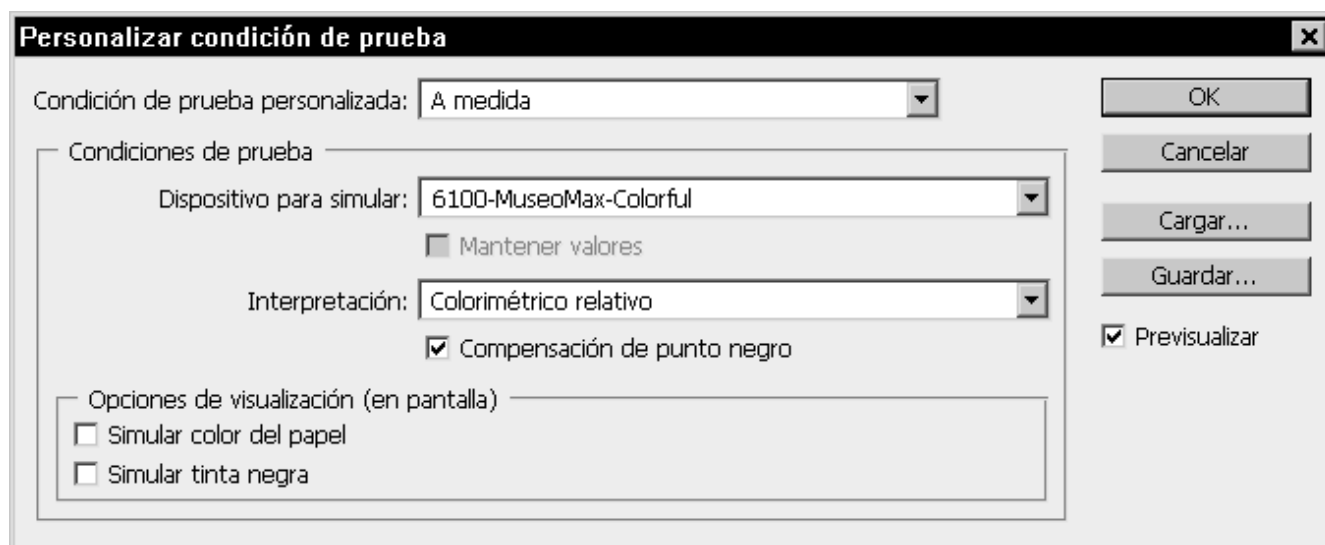 Personalizar condición de prueba
Condición de prueba personalizada: A medida
OK
Condiciones de prueba
Cancelar
Dispositivo para simular: 6100-MuseoMax-Colorful
Cargar...
Mantener valores
Guardar...
Interpretación: Colorimétrico relativo
Previsualizar
Compensación de punto negro
Opciones de visualización (en pantalla)
Simular color del papel
Simular tinta negra